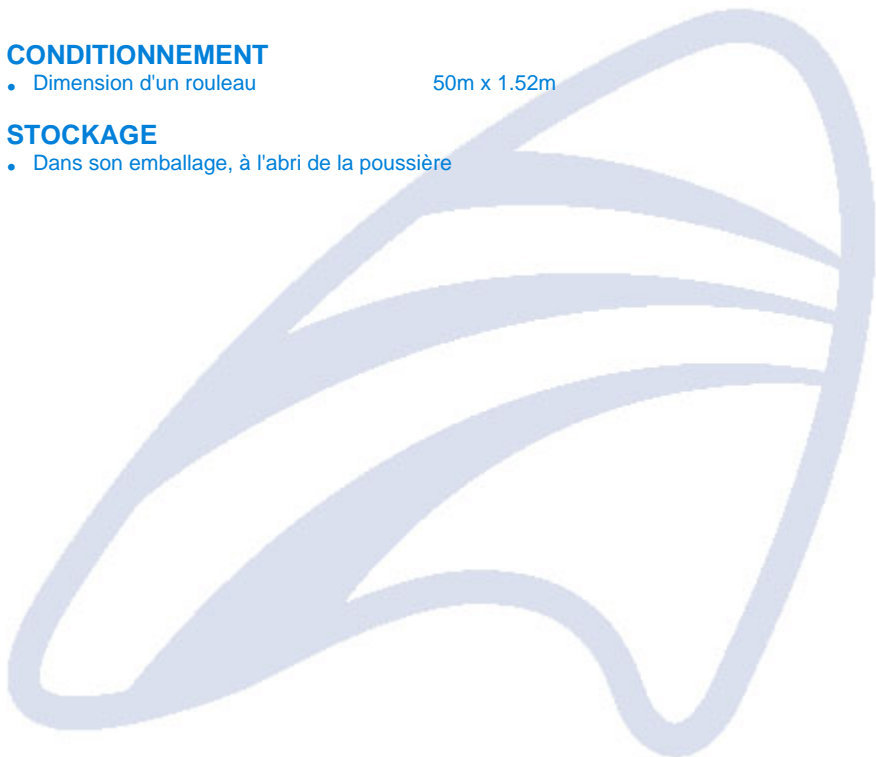 CONDITIONNEMENT
• Dimension d'un rouleau 50m x 1.52m
STOCKAGE
• Dans son emballage, à l'abri de la poussière